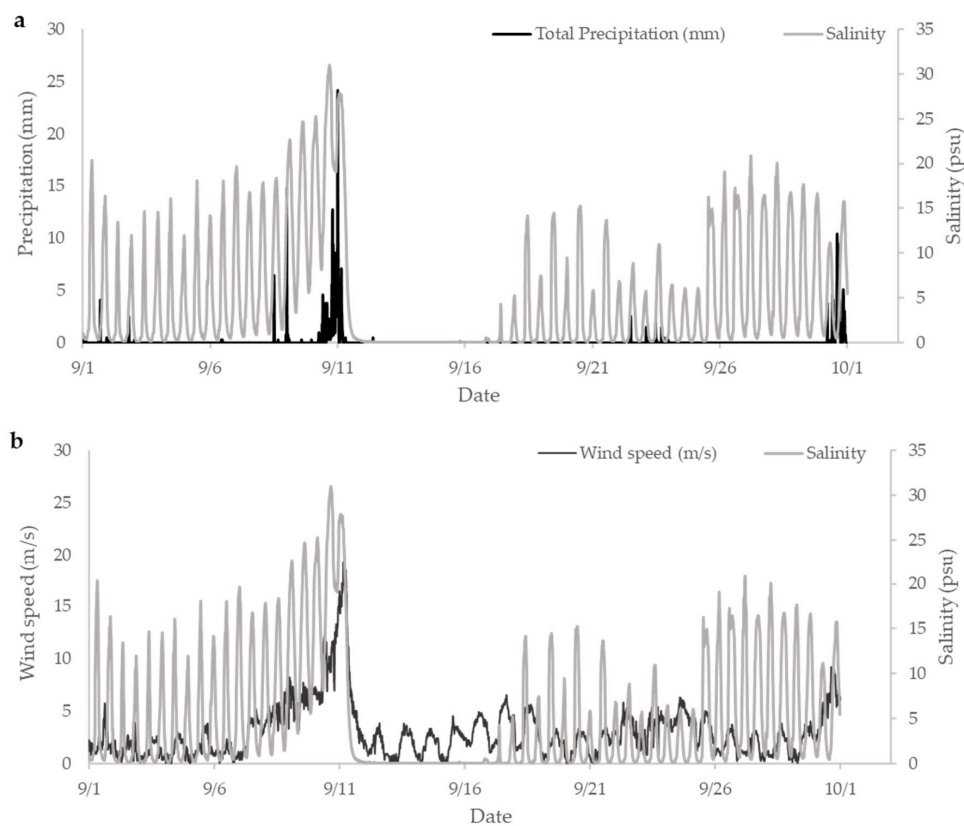 a
Total Precipitation (mm) Salinity
30 35
25 30
20 25
15 20
10 15
5 10
0 5
0
Precipitation (mm)
Salinity (psu)
9/1 9/6 9/11 9/16 9/21 9/26 10/1
Date
b
Wind speed (m/s) Salinity
30 35
25 30
20 25
15 20
10 15
5 10
0 5
0
Wind speed (m/s)
Salinity (psu)
9/1 9/6 9/11 9/16 9/21 9/26 10/1
Date